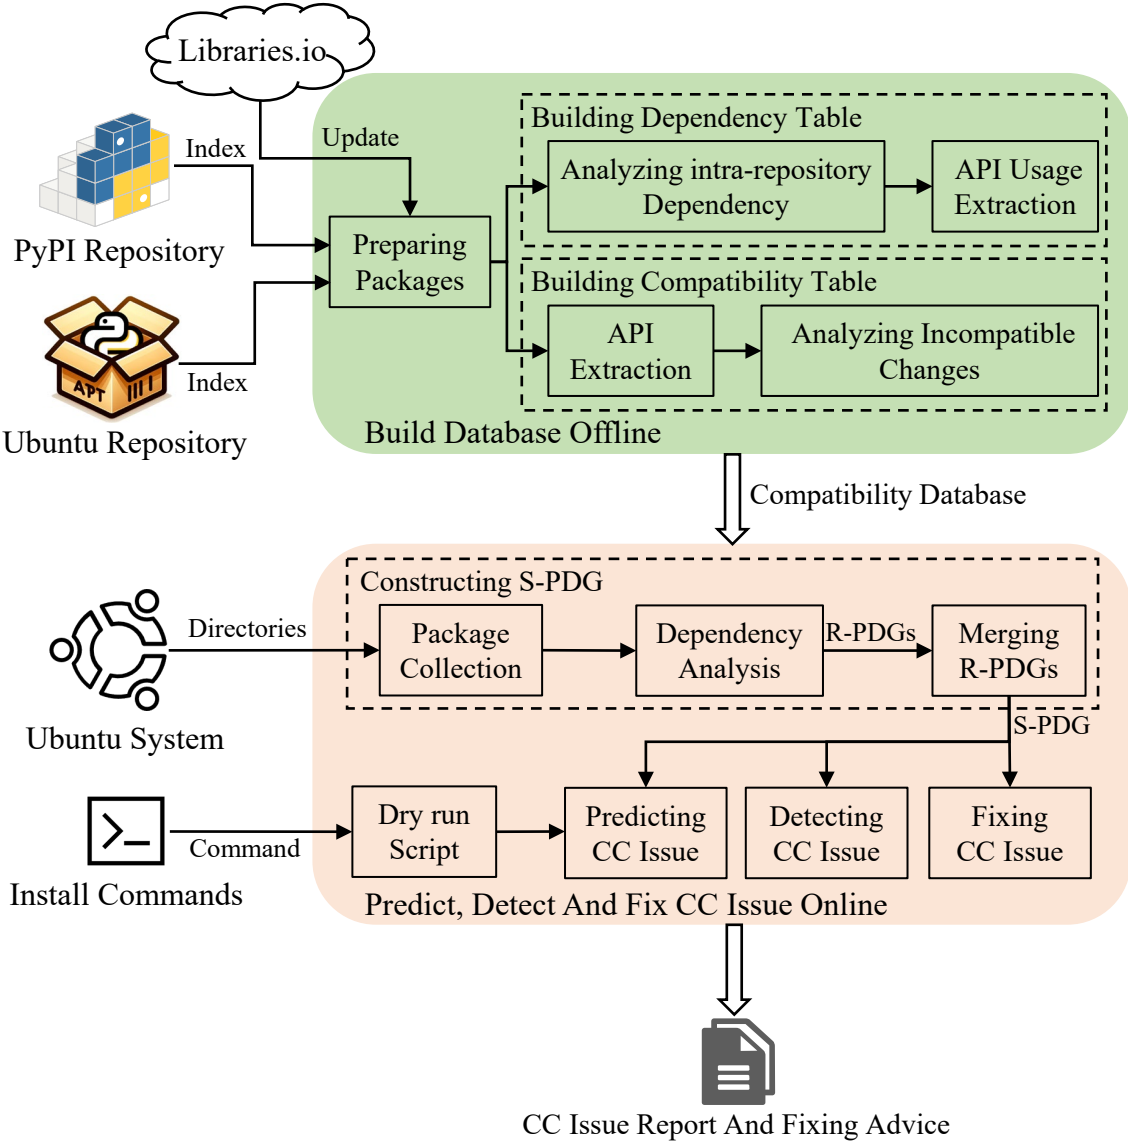 Libraries.io
Update
Index
PyPI Repository
Index
Ubuntu Repository
Preparing
Packages
Building Dependency Table
Analyzing intra-repository
Dependency
API Usage
Extraction
Building Compatibility Table
API
Extraction
Analyzing Incompatible
Changes
APT
Build Database Offline
Compatibility Database
Constructing S-PDG
Directories
Ubuntu System
Package
Collection
Dependency
Analysis
R-PDGs
Merging
R-PDGs
S-PDG
Command
Install Commands
Dry run
Script
Predicting
CC Issue
Detecting
CC Issue
Fixing
CC Issue
Predict, Detect And Fix CC Issue Online
CC Issue Report And Fixing Advice